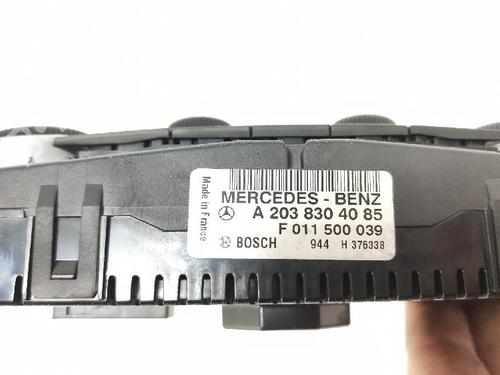 Made in France
MERCEDES - BENZ
A 203 830 40 85
F 011 500 039
BOSCH 944 H 376338